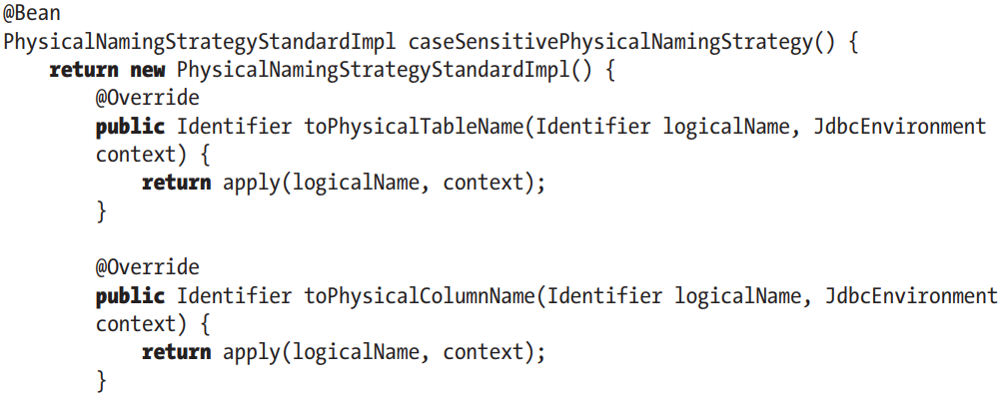 @Bean
PhysicalNamingStrategyStandardImpl caseSensitivePhysicalNamingStrategy() {
    return new PhysicalNamingStrategyStandardImpl() {
        @Override
        public Identifier toPhysicalTableName(Identifier logicalName, JdbcEnvironment
        context) {
            return apply(logicalName, context);
        }

        @Override
        public Identifier toPhysicalColumnName(Identifier logicalName, JdbcEnvironment
        context) {
            return apply(logicalName, context);
        }